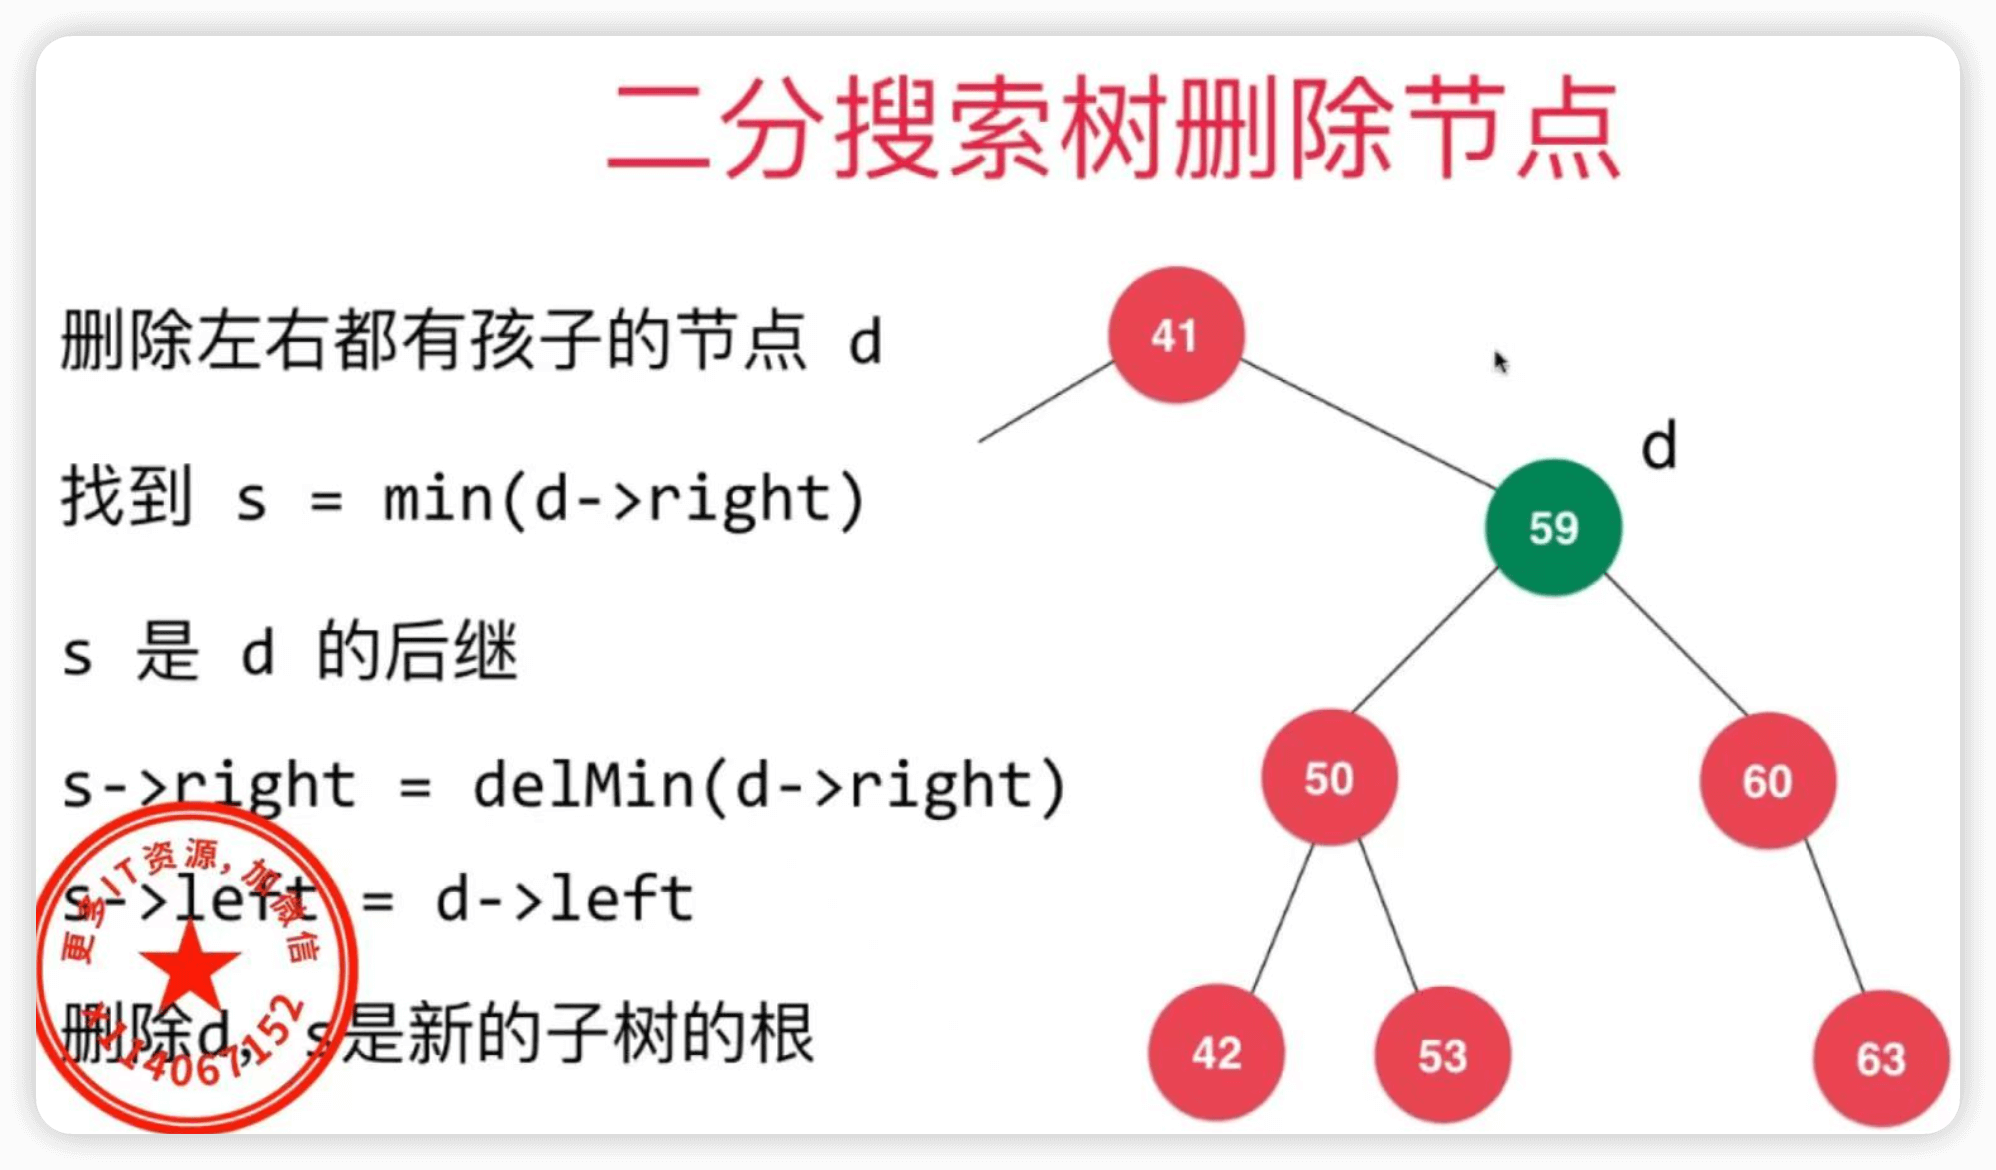 二分搜索树删除节点
删除左右都有孩子的节点 d
找到 s = min(d->right)
s 是 d 的后继
s->right = delMin(d->right)
s->left = d->left
删除d, s是新的子树的根
41
d
59
50
60
42
53
63
更多IT资源,加微信